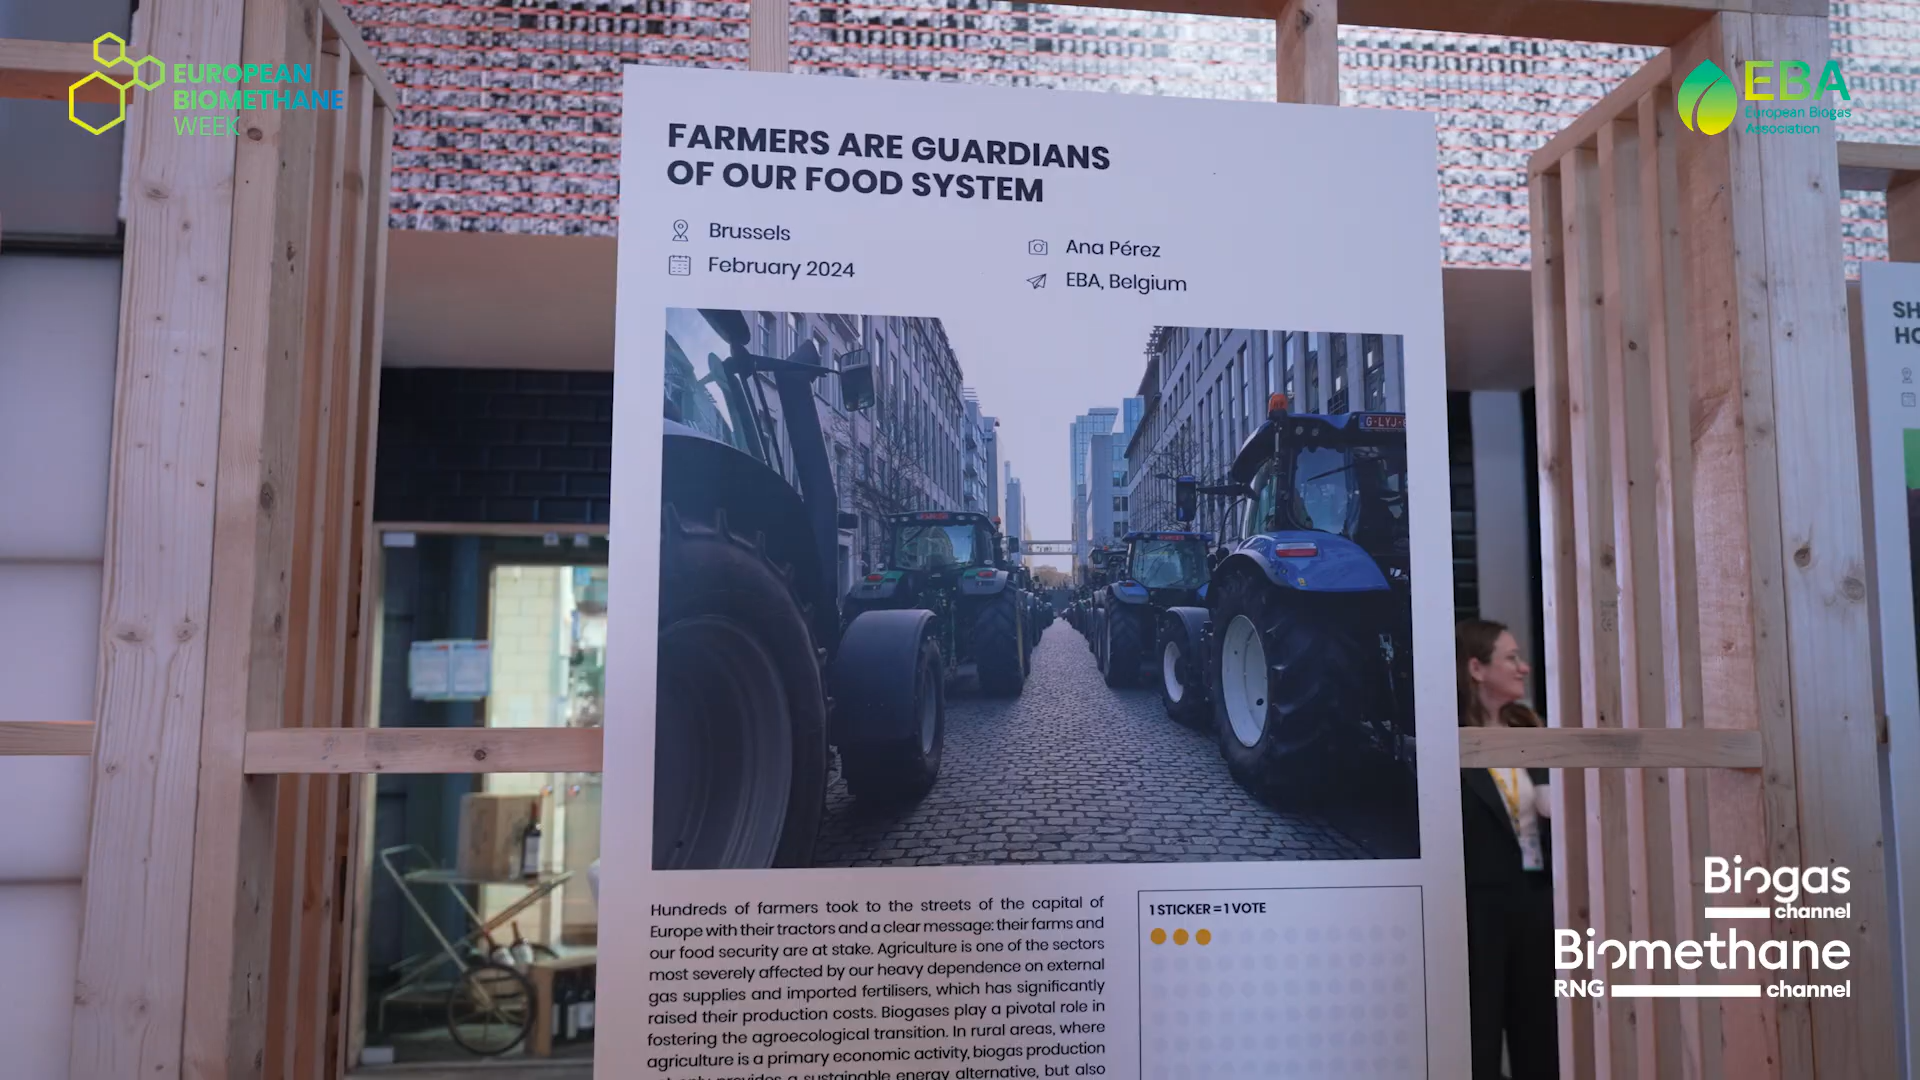 EUROPEAN
BIOMETHANE
WEEK
EBA
European Biogas
Association
FARMERS ARE GUARDIANS
OF OUR FOOD SYSTEM
Brussels
February 2024
Ana Pérez
EBA, Belgium
G-LYJ-
SH
HO
Hundreds of farmers took to the streets of the capital of
Europe with their tractors and a clear message: their farms and
our food security are at stake. Agriculture is one of the sectors
most severely affected by our heavy dependence on external
gas supplies and imported fertilisers, which has significantly
raised their production costs. Biogases play a pivotal role in
fostering the agroecological transition. In rural areas, where
agriculture is a primary economic activity, biogas production
only provides a sustainable energy alternative, but also
1 STICKER = 1 VOTE
Biogas
channel
Biomethane
RNG channel